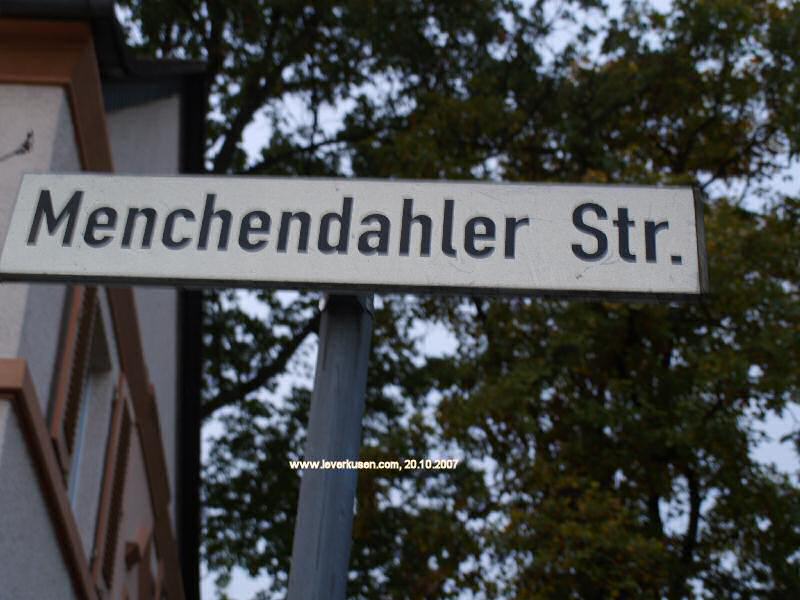 Menchendahler Str.
www.leverkusen.com, 20.10.2007